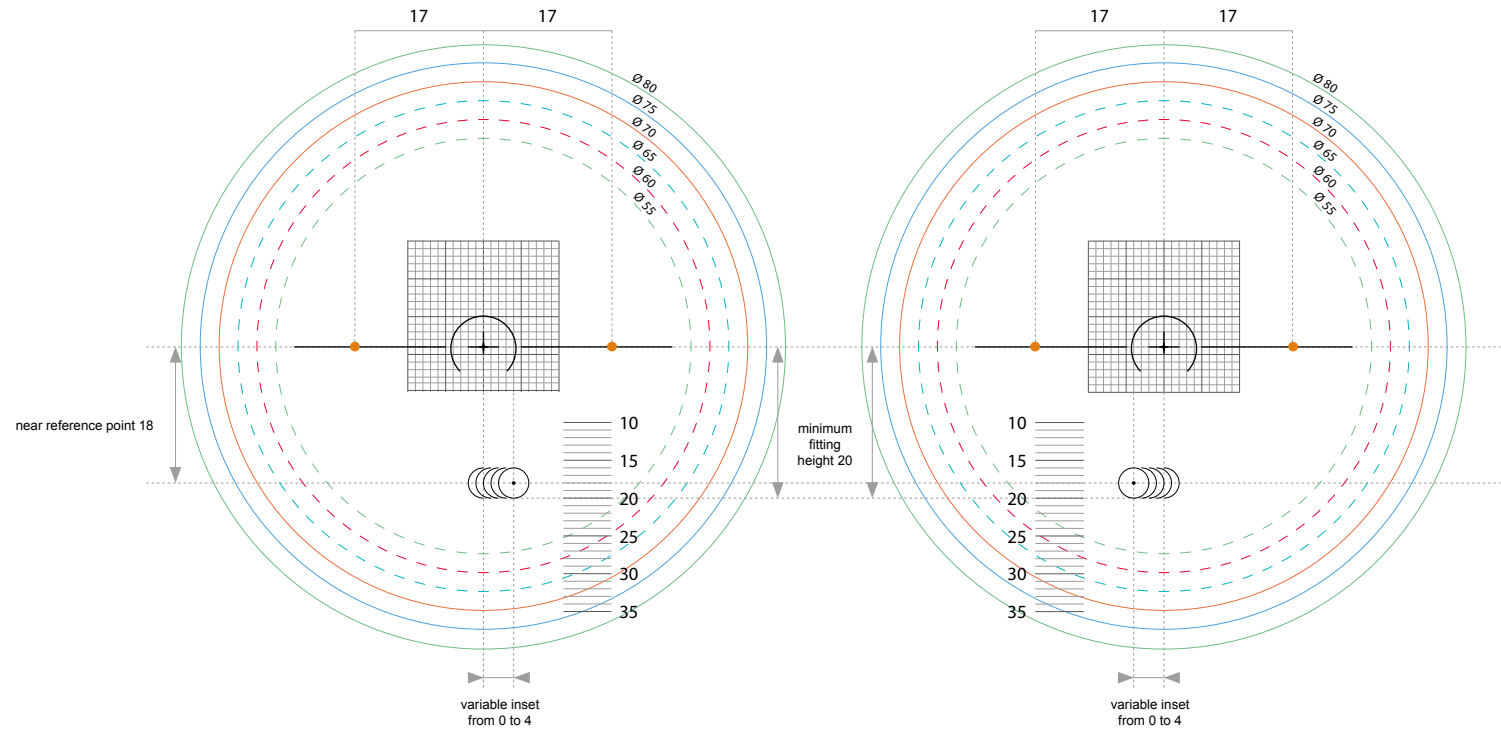 17 17
17 17
Ø 80
Ø 75
Ø 70
Ø 65
Ø 60
Ø 55
Ø 80
Ø 75
Ø 70
Ø 65
Ø 60
Ø 55
near reference point 18
10
15
20
25
30
35
minimum
fitting
height 20
10
15
20
25
30
35
variable inset
from 0 to 4
variable inset
from 0 to 4